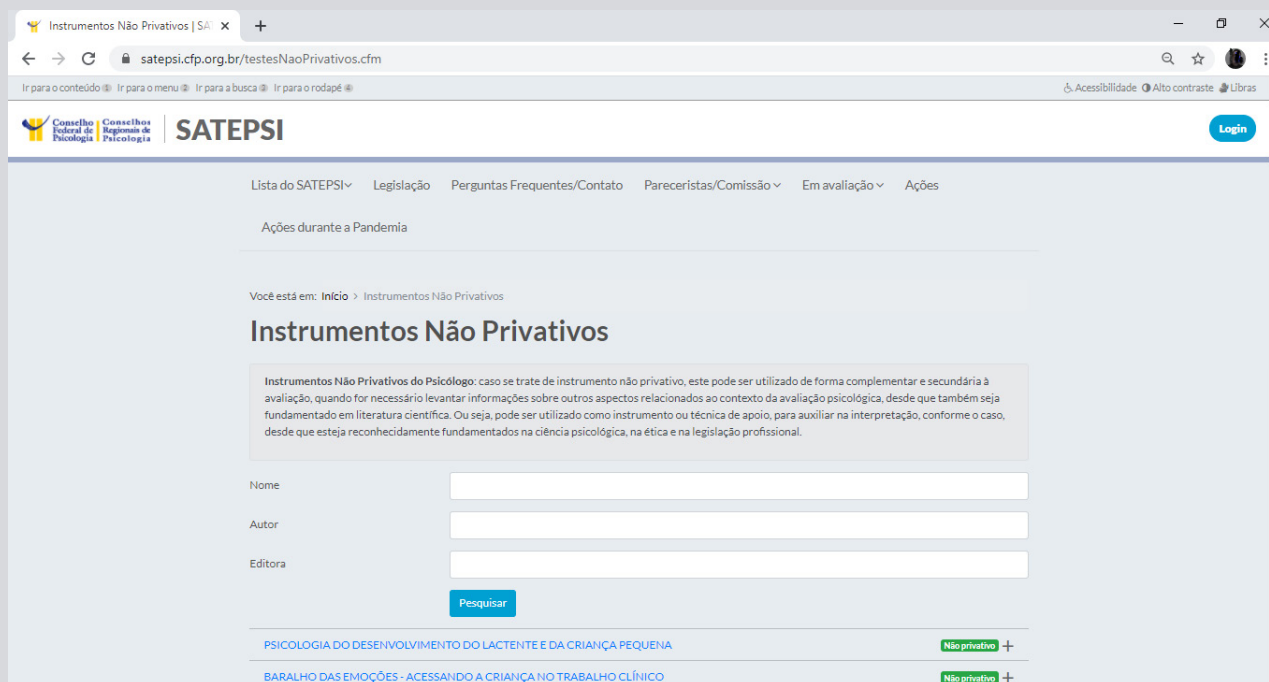 Instrumentos Não Privativos | SAT
satepsi.cfp.org.br/testesNaoPrivativos.cfm
Ir para o conteúdo 1 Ir para o menu 2 Ir para a busca 3 Ir para o rodapé 4 Acessibilidade Alto contraste Libras
Conselho Federal de Psicologia Conselhos Regionais de Psicologia SATEPSI Login
Lista do SATEPSI Legislação Perguntas Frequentes/Contato Pareceristas/Comissão Em avaliação Ações
Ações durante a Pandemia
Você está em: Início > Instrumentos Não Privativos
Instrumentos Não Privativos
Instrumentos Não Privativos do Psicólogo: caso se trate de instrumento não privativo, este pode ser utilizado de forma complementar e secundária à
avaliação, quando for necessário levantar informações sobre outros aspectos relacionados ao contexto da avaliação psicológica, desde que também seja
fundamentado em literatura científica. Ou seja, pode ser utilizado como instrumento ou técnica de apoio, para auxiliar na interpretação, conforme o caso,
desde que esteja reconhecidamente fundamentados na ciência psicológica, na ética e na legislação profissional.
Nome
Autor
Editora
Pesquisar
PSICOLOGIA DO DESENVOLVIMENTO DO LACTENTE E DA CRIANÇA PEQUENA Não privativo +
BARALHO DAS EMOÇÕES - ACESSANDO A CRIANÇA NO TRABALHO CLÍNICO Não privativo +